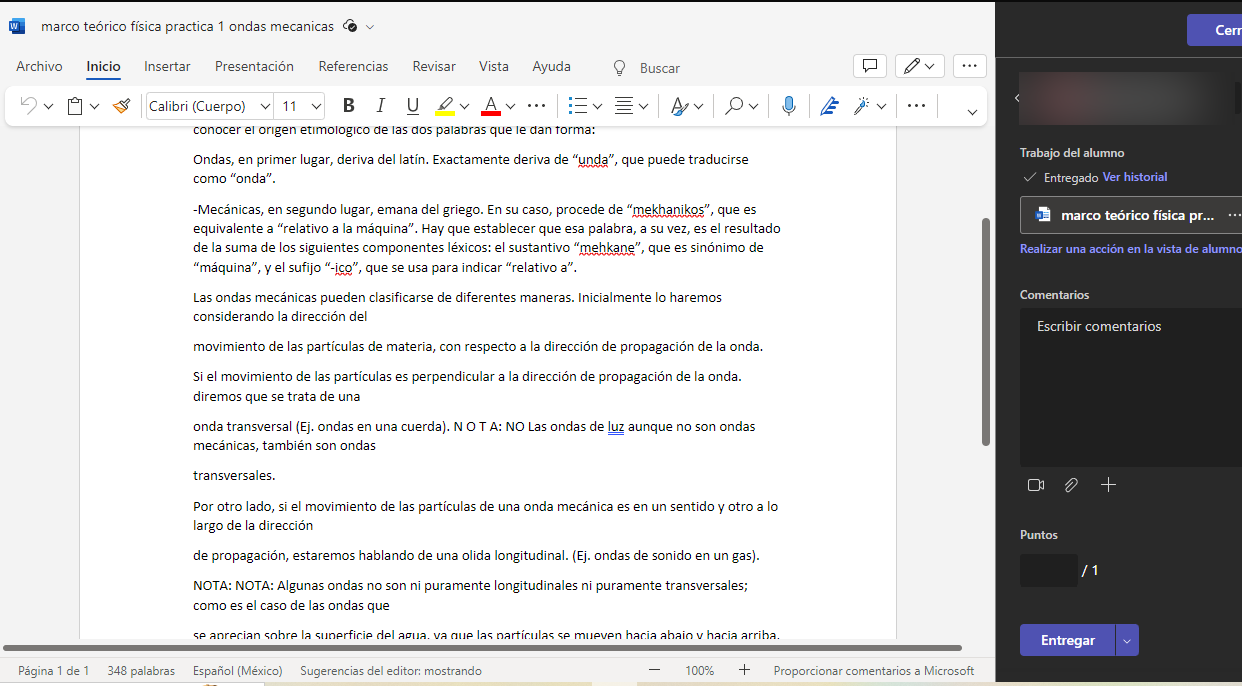 marco teórico física practica 1 ondas mecanicas
Cerr
Archivo Inicio Insertar Presentación Referencias Revisar Vista Ayuda Buscar
Calibri (Cuerpo) 11 B I U A
conocer el origen etimológico de las dos palabras que le dan forma:
Ondas, en primer lugar, deriva del latín. Exactamente deriva de “unda”, que puede traducirse
como “onda”.
-Mecánicas, en segundo lugar, emana del griego. En su caso, procede de “mekhanikos”, que es
equivalente a “relativo a la máquina”. Hay que establecer que esa palabra, a su vez, es el resultado
de la suma de los siguientes componentes léxicos: el sustantivo “mehkane”, que es sinónimo de
“máquina”, y el sufijo “-ico”, que se usa para indicar “relativo a”.
Las ondas mecánicas pueden clasificarse de diferentes maneras. Inicialmente lo haremos
considerando la dirección del
movimiento de las partículas de materia, con respecto a la dirección de propagación de la onda.
Si el movimiento de las partículas es perpendicular a la dirección de propagación de la onda.
diremos que se trata de una
onda transversal (Ej. ondas en una cuerda). N O T A: NO Las ondas de luz aunque no son ondas
mecánicas, también son ondas
transversales.
Por otro lado, si el movimiento de las partículas de una onda mecánica es en un sentido y otro a lo
largo de la dirección
de propagación, estaremos hablando de una olida longitudinal. (Ej. ondas de sonido en un gas).
NOTA: NOTA: Algunas ondas no son ni puramente longitudinales ni puramente transversales;
como es el caso de las ondas que
se aprecian sobre la superficie del agua, ya que las partículas se mueven hacia abajo y hacia arriba,
Página 1 de 1 348 palabras Español (México) Sugerencias del editor: mostrando 100% Proporcionar comentarios a Microsoft
Trabajo del alumno
Entregado Ver historial
marco teórico física pr...
Realizar una acción en la vista de alumno
Comentarios
Escribir comentarios
Puntos
/ 1
Entregar